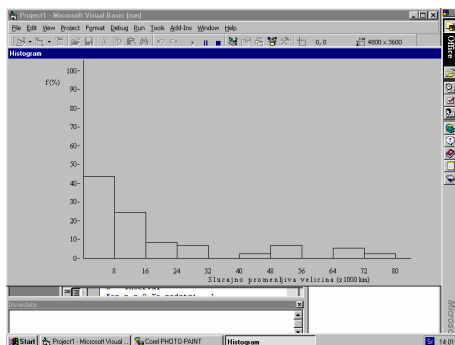 Project1 - Microsoft Visual Basic [run]
File Edit View Project Format Debug Run Tools Add-Ins Window Help
0, 0 4800 x 3600
Office
Histogram
f(%)
100-
90-
80-
70-
60-
50-
40-
30-
20-
10-
0-
8 16 24 32 40 48 56 64 72 80
Slucajno promenljiva velicina (x1000 km)
Immediate
Start Project1 - Microsoft Visual ... Corel PHOTO-PAINT Histogram Sr 14:01